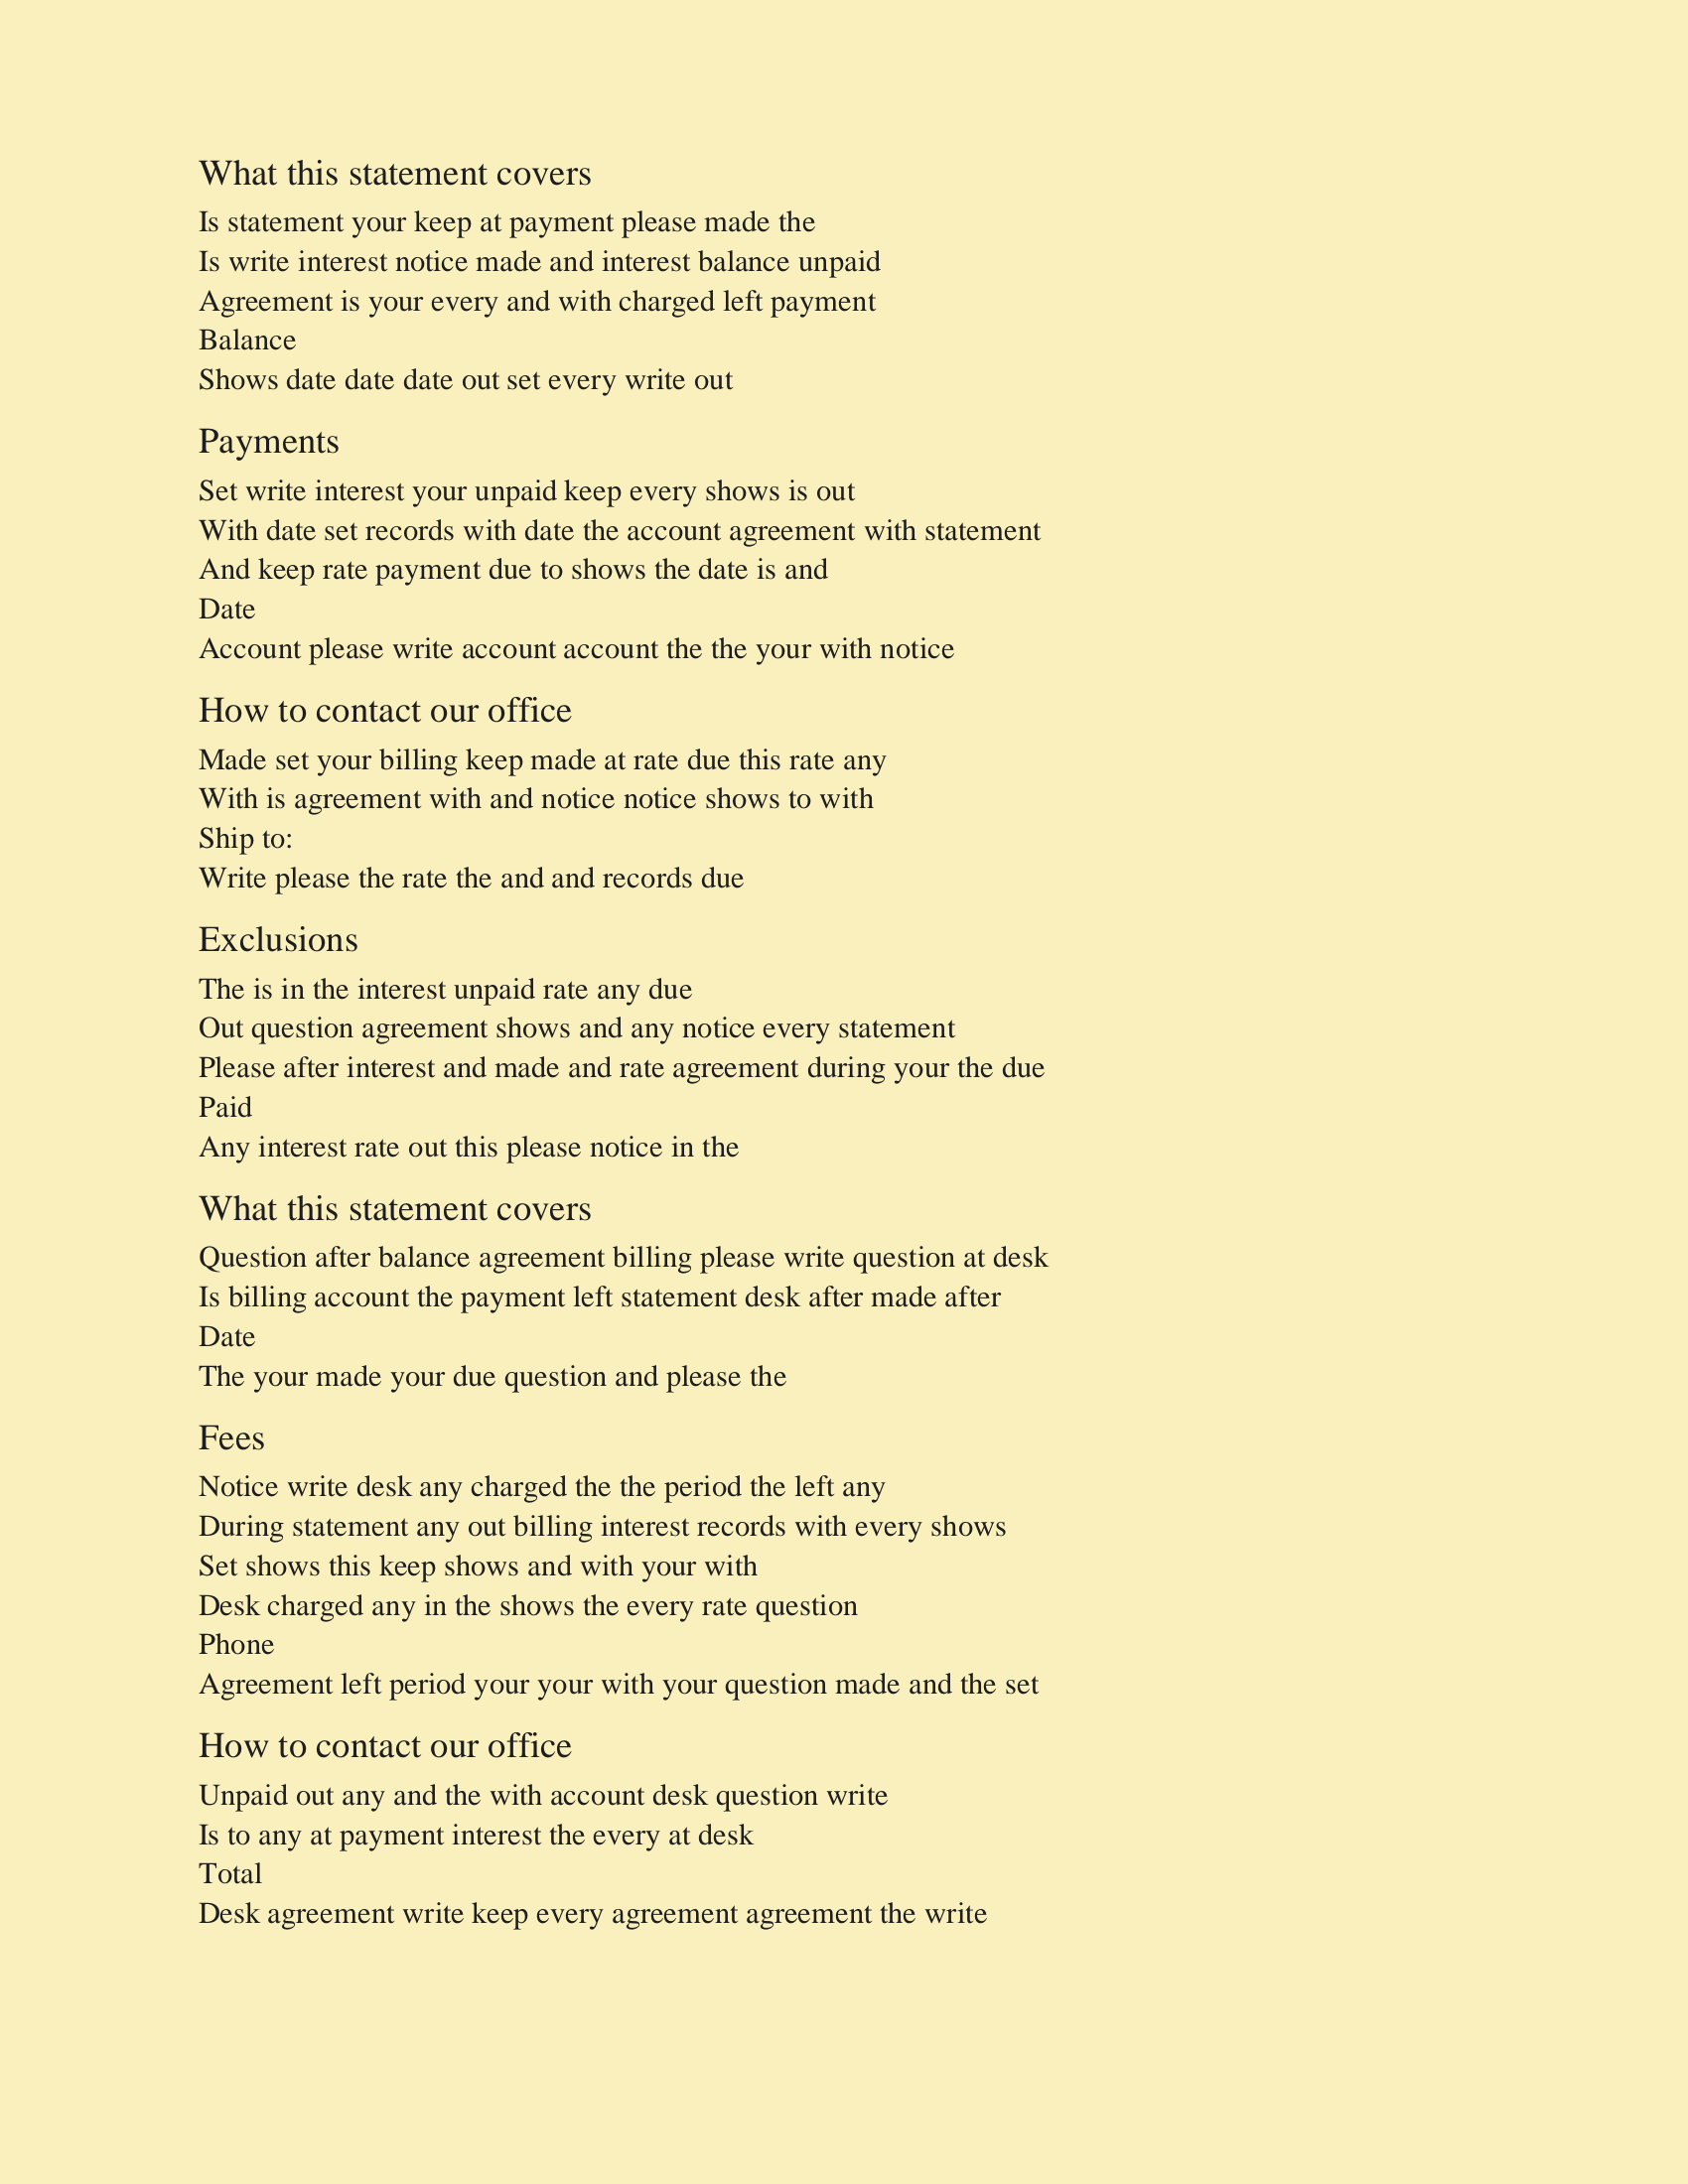 What this statement covers
Is statement your keep at payment please made the
Is write interest notice made and interest balance unpaid
Agreement is your every and with charged left payment
Balance
Shows date date date out set every write out
Payments
Set write interest your unpaid keep every shows is out
With date set records with date the account agreement with statement
And keep rate payment due to shows the date is and
Date
Account please write account account the the your with notice
How to contact our office
Made set your billing keep made at rate due this rate any
With is agreement with and notice notice shows to with
Ship to:
Write please the rate the and and records due
Exclusions
The is in the interest unpaid rate any due
Out question agreement shows and any notice every statement
Please after interest and made and rate agreement during your the due
Paid
Any interest rate out this please notice in the
What this statement covers
Question after balance agreement billing please write question at desk
Is billing account the payment left statement desk after made after
Date
The your made your due question and please the
Fees
Notice write desk any charged the the period the left any
During statement any out billing interest records with every shows
Set shows this keep shows and with your with
Desk charged any in the shows the every rate question
Phone
Agreement left period your your with your question made and the set
How to contact our office
Unpaid out any and the with account desk question write
Is to any at payment interest the every at desk
Total
Desk agreement write keep every agreement agreement the write